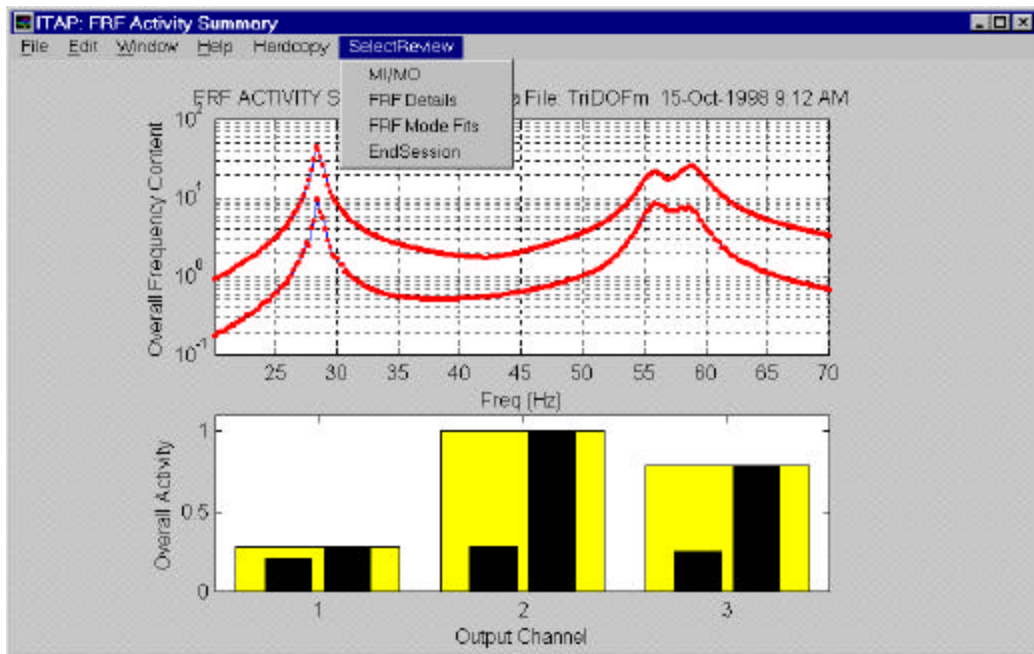 ITAP: FRF Activity Summary
File Edit Window Help Hardcopy SelectReview
MI/MO
FRF Details
FRF Mode Fits
EndSession
FRF ACTIVITY S File: TriDOFm 15-Oct-1998 9:12 AM
Overall Frequency Content
10^2
10^1
10^0
10^-1
25 30 35 40 45 50 55 60 65 70
Freq [Hz]
Overall Activity
1
0.5
0
1 2 3
Output Channel